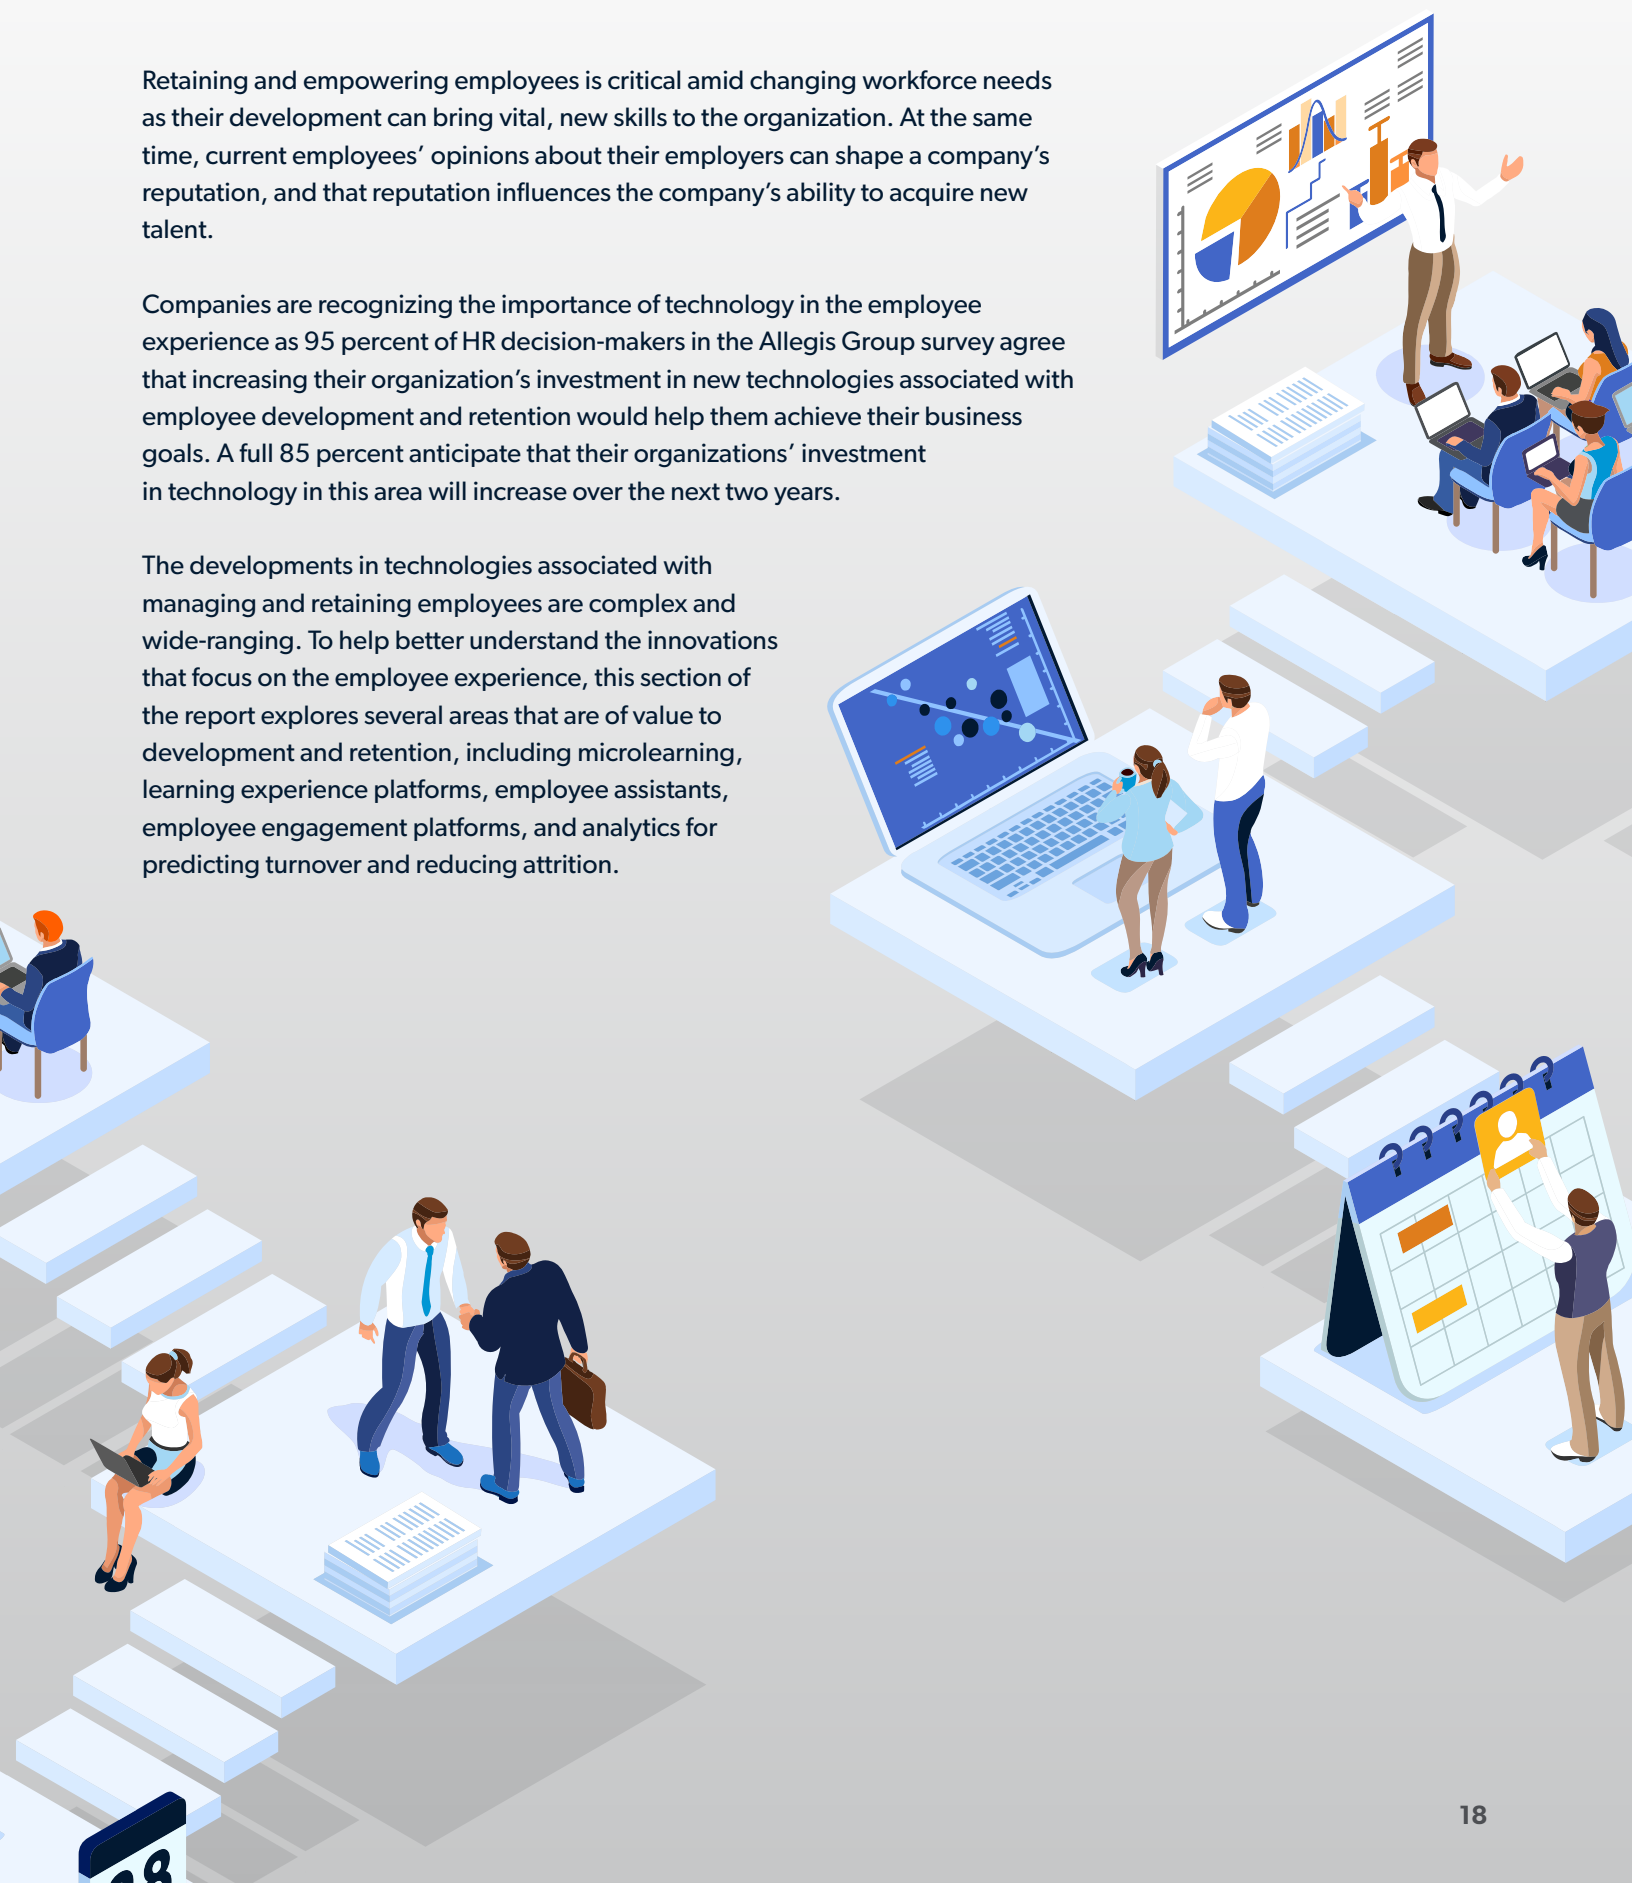 Retaining and empowering employees is critical amid changing workforce needs
as their development can bring vital, new skills to the organization. At the same
time, current employees’ opinions about their employers can shape a company’s
reputation, and that reputation influences the company’s ability to acquire new
talent.
Companies are recognizing the importance of technology in the employee
experience as 95 percent of HR decision-makers in the Allegis Group survey agree
that increasing their organization’s investment in new technologies associated with
employee development and retention would help them achieve their business
goals. A full 85 percent anticipate that their organizations’ investment
in technology in this area will increase over the next two years.
The developments in technologies associated with
managing and retaining employees are complex and
wide-ranging. To help better understand the innovations
that focus on the employee experience, this section of
the report explores several areas that are of value to
development and retention, including microlearning,
learning experience platforms, employee assistants,
employee engagement platforms, and analytics for
predicting turnover and reducing attrition.
18